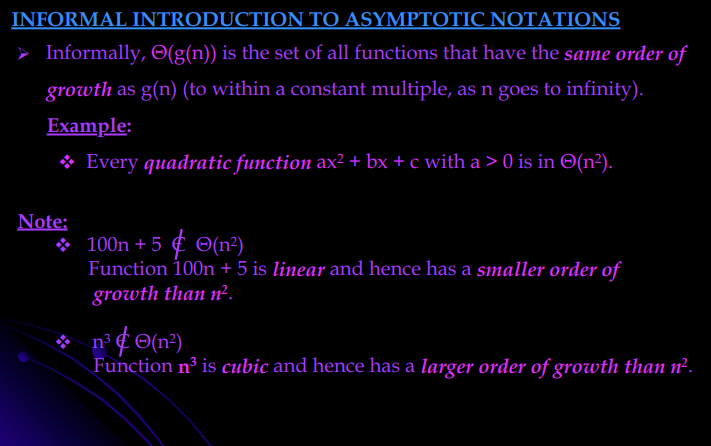 INFORMAL INTRODUCTION TO ASYMPTOTIC NOTATIONS
➢ Informally, Θ(g(n)) is the set of all functions that have the same order of
growth as g(n) (to within a constant multiple, as n goes to infinity).
Example:
❖ Every quadratic function ax² + bx + c with a > 0 is in Θ(n²).
Note:
❖ 100n + 5 ∉ Θ(n²)
Function 100n + 5 is linear and hence has a smaller order of
growth than n².
❖ n³ ∉ Θ(n²)
Function n³ is cubic and hence has a larger order of growth than n².